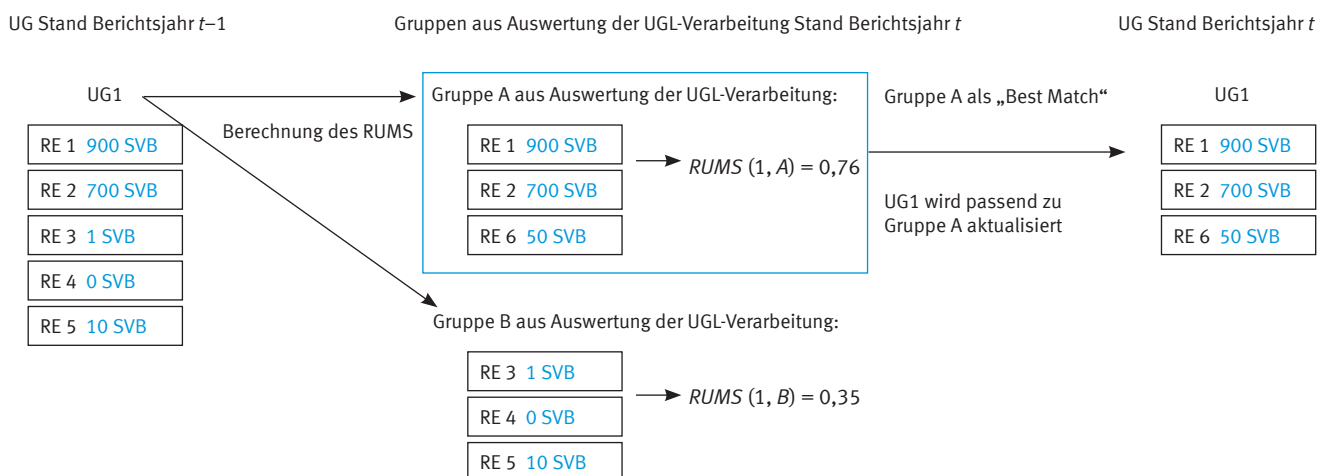 UG Stand Berichtsjahr t–1
Gruppen aus Auswertung der UGL-Verarbeitung Stand Berichtsjahr t
UG Stand Berichtsjahr t
UG1
RE 1 900 SVB
RE 2 700 SVB
RE 3 1 SVB
RE 4 0 SVB
RE 5 10 SVB
Berechnung des RUMS
Gruppe A aus Auswertung der UGL-Verarbeitung:
RE 1 900 SVB
RE 2 700 SVB
RE 6 50 SVB
RUMS (1, A) = 0,76
Gruppe B aus Auswertung der UGL-Verarbeitung:
RE 3 1 SVB
RE 4 0 SVB
RE 5 10 SVB
RUMS (1, B) = 0,35
Gruppe A als „Best Match“
UG1 wird passend zu
Gruppe A aktualisiert
UG1
RE 1 900 SVB
RE 2 700 SVB
RE 6 50 SVB